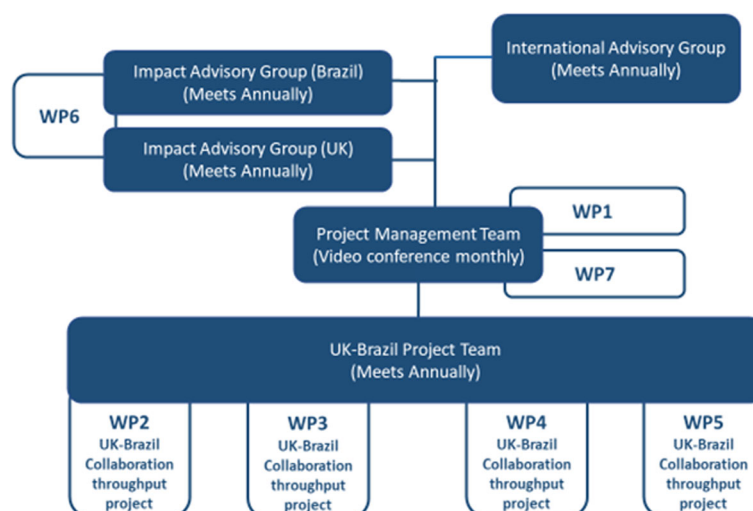 International Advisory Group
(Meets Annually)
Impact Advisory Group (Brazil)
(Meets Annually)
WP6
Impact Advisory Group (UK)
(Meets Annually)
WP1
Project Management Team
(Video conference monthly)
WP7
UK-Brazil Project Team
(Meets Annually)
WP2
UK-Brazil
Collaboration
throughput
project
WP3
UK-Brazil
Collaboration
throughput
project
WP4
UK-Brazil
Collaboration
throughput
project
WP5
UK-Brazil
Collaboration
throughput
project